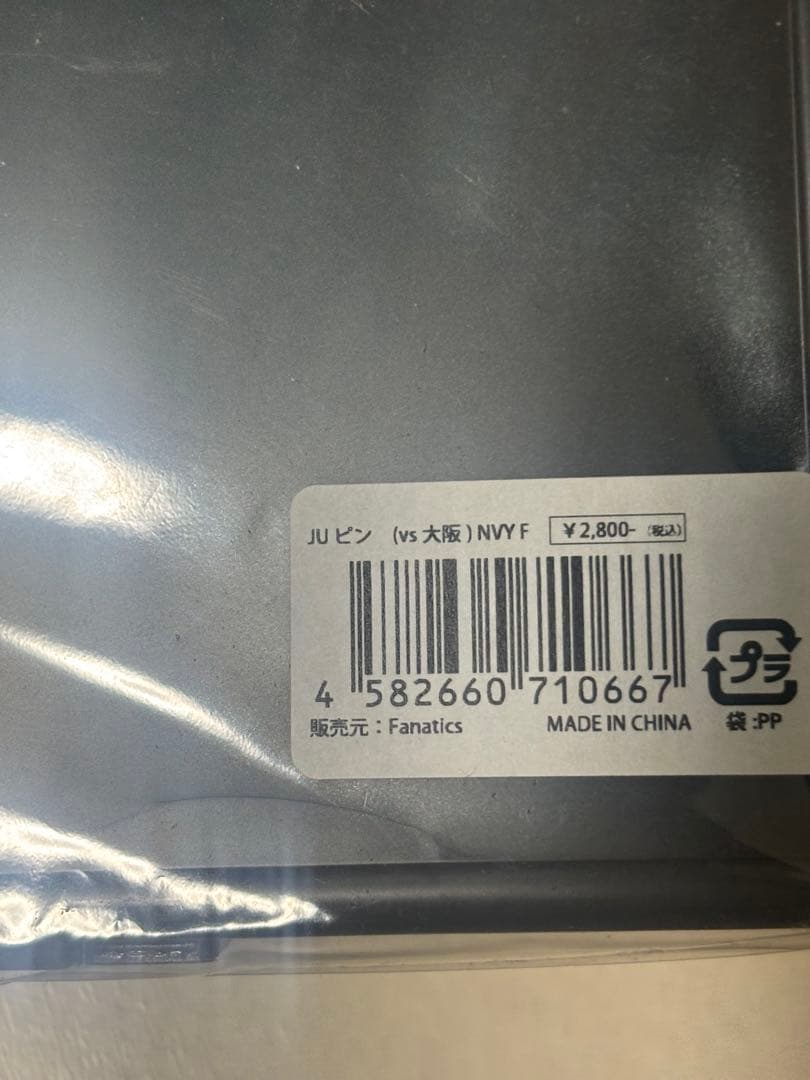 JU ピン (vs 大阪) NVY F ¥2,800- (税込)
4 582660 710667
プラ
販売元：Fanatics MADE IN CHINA 袋:PP